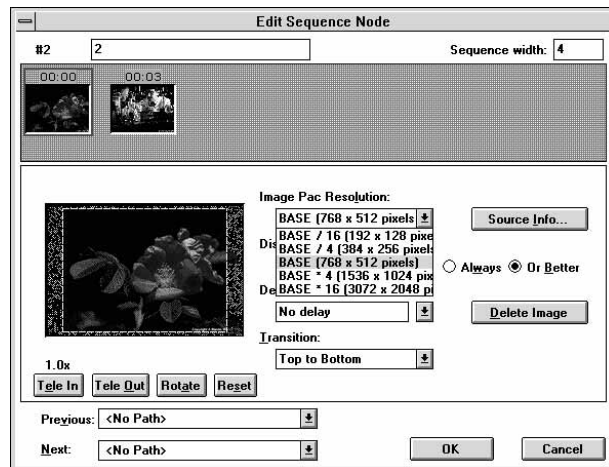 Edit Sequence Node
#2
2
Sequence width: 4
00:00
00:03
Image Pac Resolution:
BASE (768 x 512 pixels
Source Info...
BASE / 16 (192 x 128 pixe
BASE / 4 (384 x 256 pixels
Dis
BASE (768 x 512 pixels)
Always
Or Better
BASE * 4 (1536 x 1024 pix
De
BASE * 16 (3072 x 2048 pi
No delay
Delete Image
Transition:
Top to Bottom
1.0x
Tele In
Tele Out
Rotate
Reset
Previous: <No Path>
Next: <No Path>
OK
Cancel